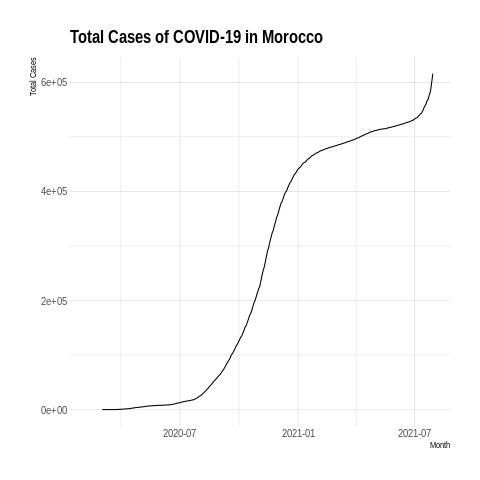 Total Cases of COVID-19 in Morocco
Total Cases
6e+05
4e+05
2e+05
0e+00
2020-07
2021-01
2021-07
Month